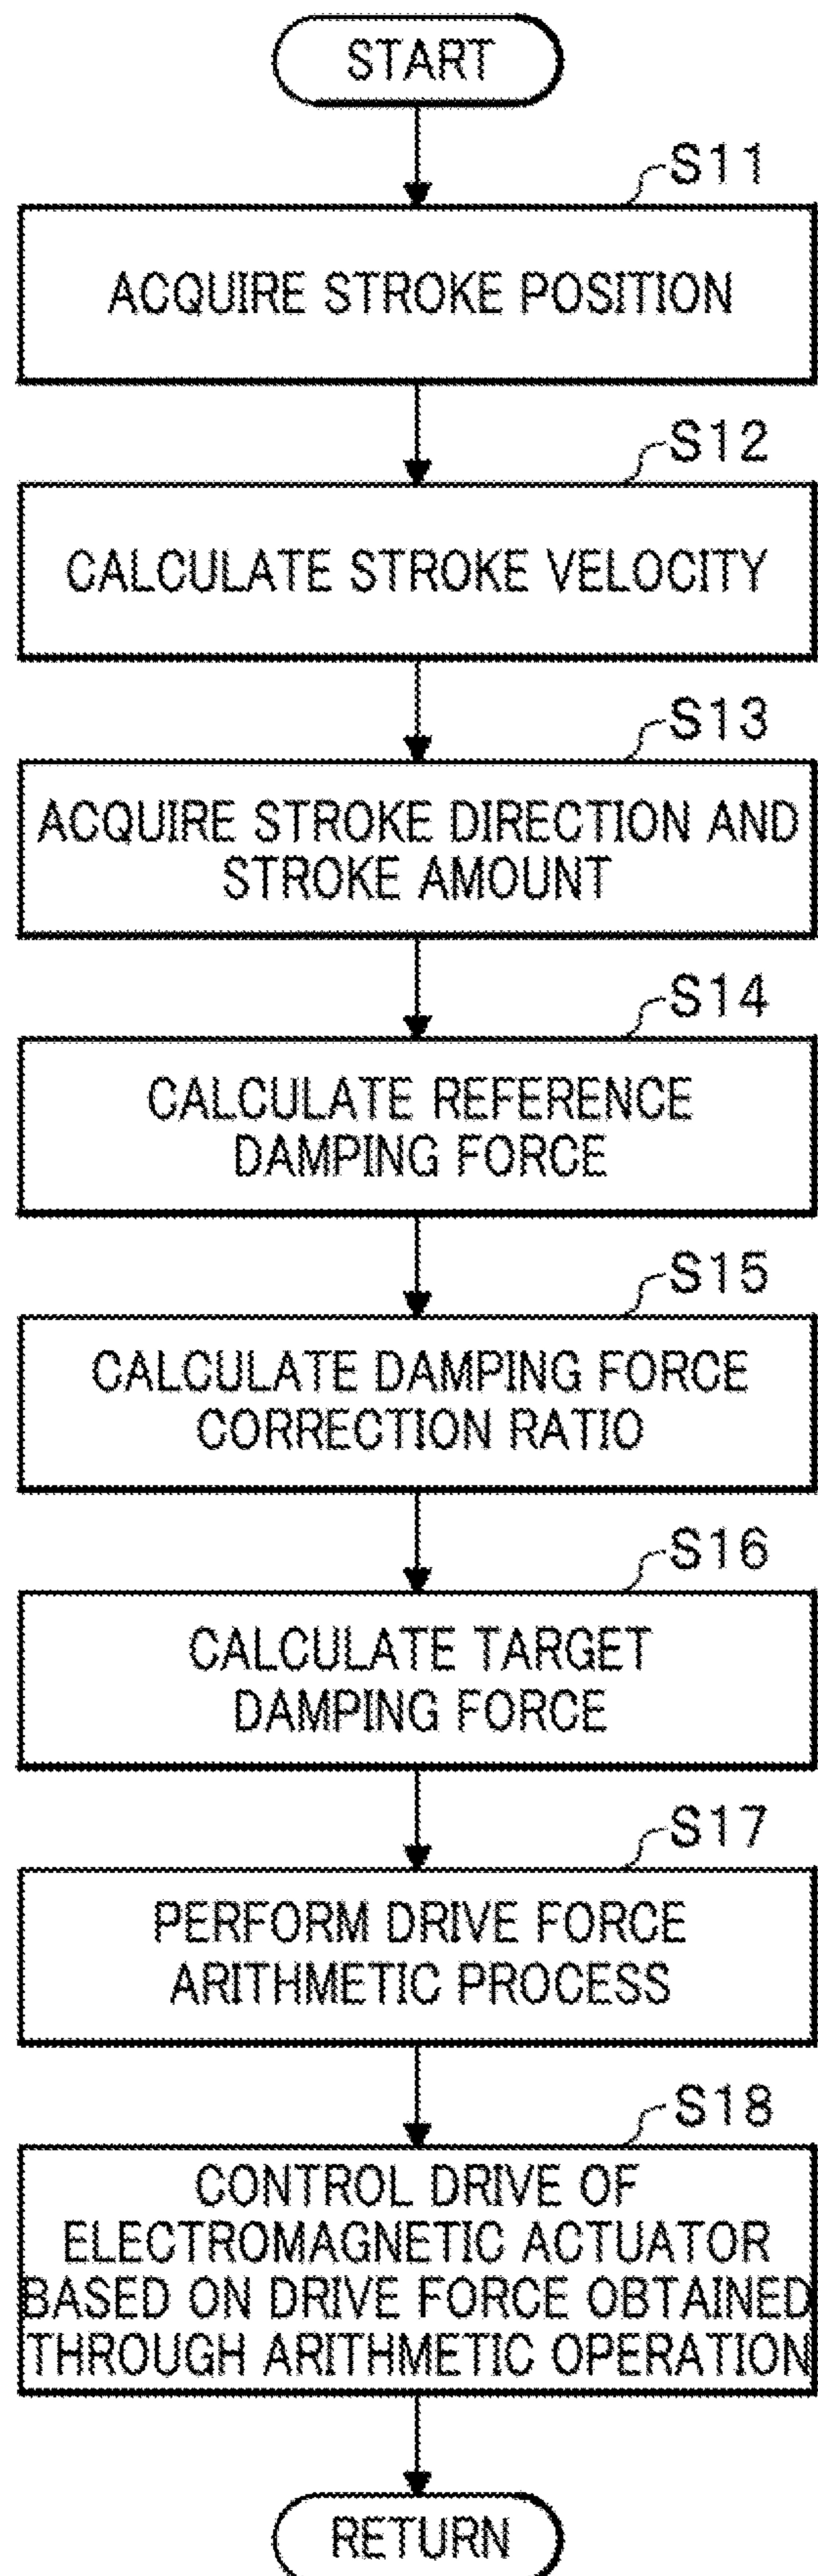 START
S11
ACQUIRE STROKE POSITION
S12
CALCULATE STROKE VELOCITY
S13
ACQUIRE STROKE DIRECTION AND
STROKE AMOUNT
S14
CALCULATE REFERENCE
DAMPING FORCE
S15
CALCULATE DAMPING FORCE
CORRECTION RATIO
S16
CALCULATE TARGET
DAMPING FORCE
S17
PERFORM DRIVE FORCE
ARITHMETIC PROCESS
S18
CONTROL DRIVE OF
ELECTROMAGNETIC ACTUATOR
BASED ON DRIVE FORCE OBTAINED
THROUGH ARITHMETIC OPERATION
RETURN